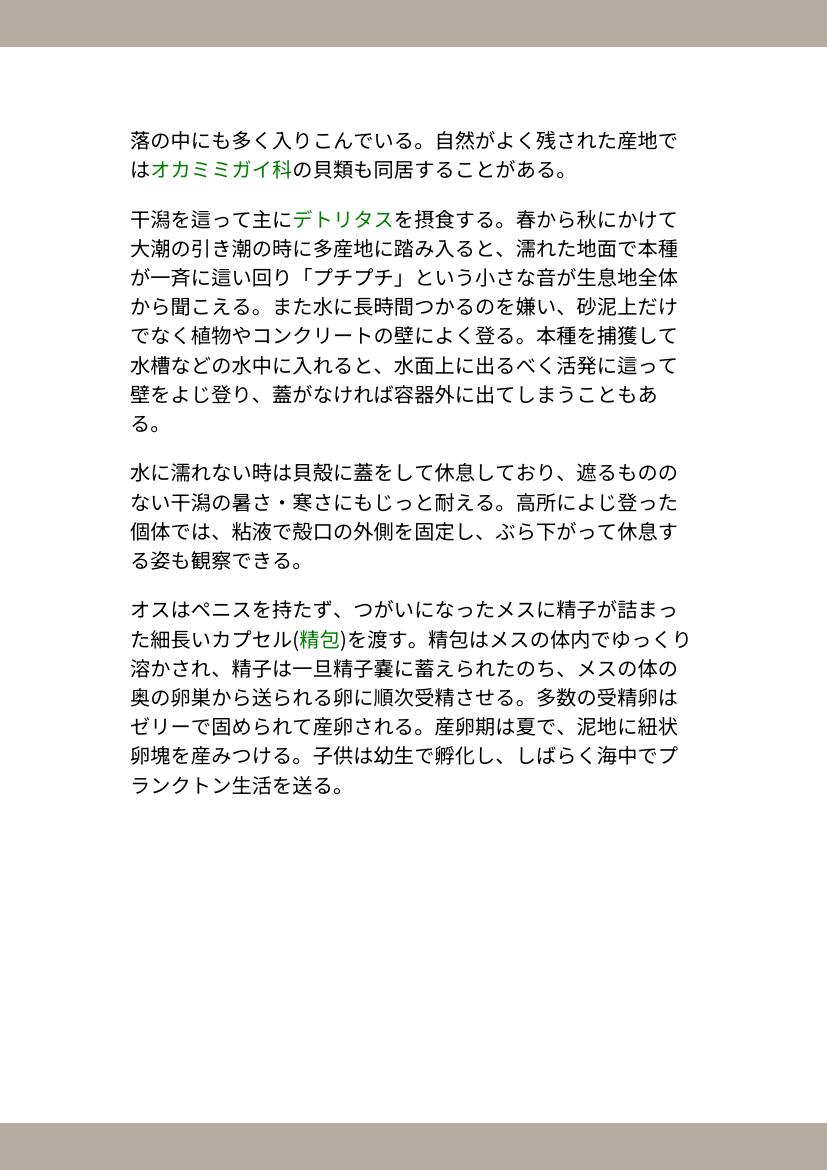 落の中にも多く入りこんでいる。自然がよく残された産地で
はオカミミガイ科の貝類も同居することがある。
干潟を這って主にデトリタスを摂食する。春から秋にかけて
大潮の引き潮の時に多産地に踏み入ると、濡れた地面で本種
が一斉に這い回り「プチプチ」という小さな音が生息地全体
から聞こえる。また水に長時間つかるのを嫌い、砂泥上だけ
でなく植物やコンクリートの壁によく登る。本種を捕獲して
水槽などの水中に入れると、水面上に出るべく活発に這って
壁をよじ登り、蓋がなければ容器外に出てしまうこともあ
る。
水に濡れない時は貝殻に蓋をして休息しており、遮るものの
ない干潟の暑さ・寒さにもじっと耐える。高所によじ登った
個体では、粘液で殻口の外側を固定し、ぶら下がって休息す
る姿も観察できる。
オスはペニスを持たず、つがいになったメスに精子が詰まっ
た細長いカプセル(精包)を渡す。精包はメスの体内でゆっくり
溶かされ、精子は一旦精子嚢に蓄えられたのち、メスの体の
奥の卵巣から送られる卵に順次受精させる。多数の受精卵は
ゼリーで固められて産卵される。産卵期は夏で、泥地に紐状
卵塊を産みつける。子供は幼生で孵化し、しばらく海中でプ
ランクトン生活を送る。